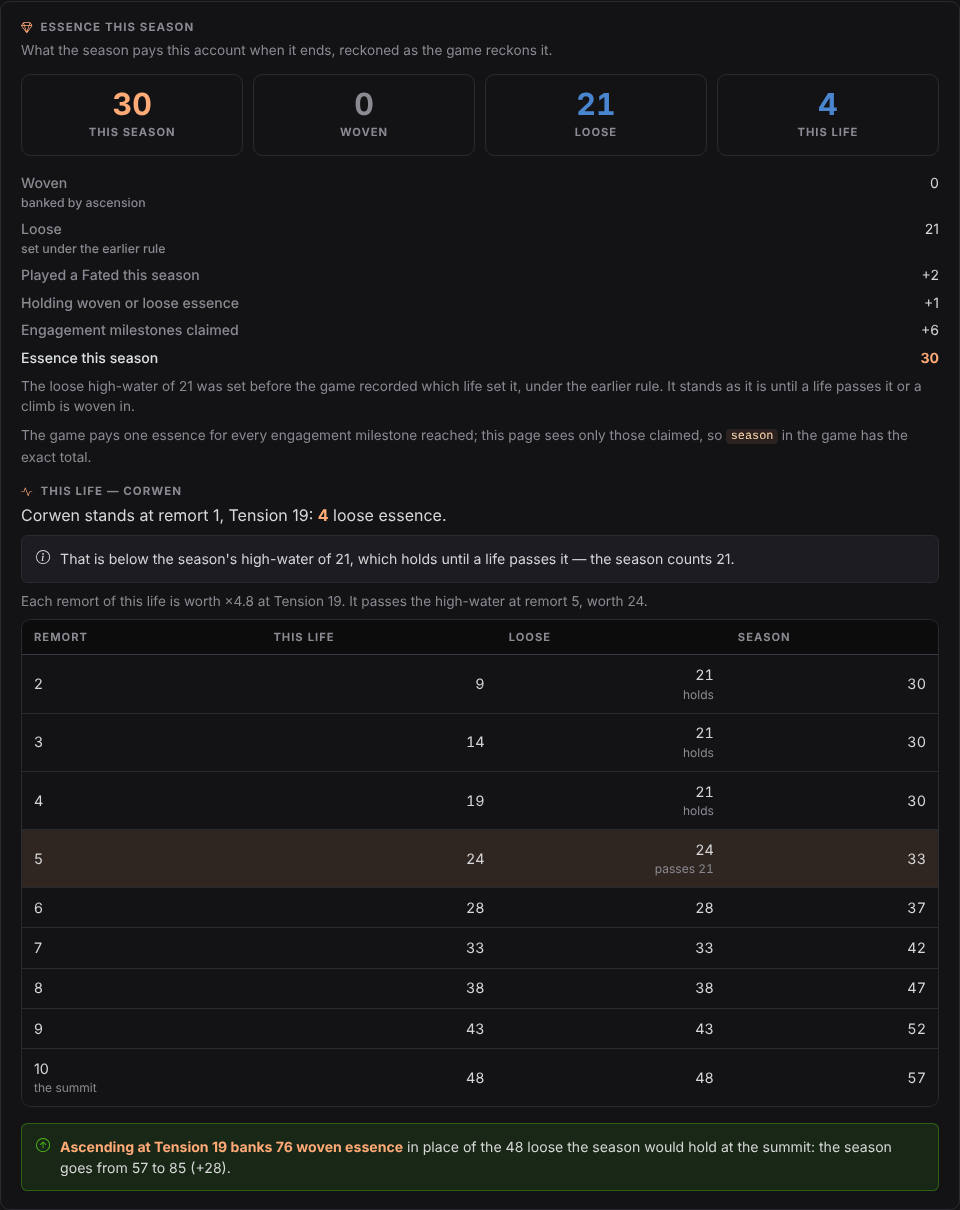 ESSENCE THIS SEASON
What the season pays this account when it ends, reckoned as the game reckons it.
30
THIS SEASON
0
WOVEN
21
LOOSE
4
THIS LIFE
Woven 0
banked by ascension
Loose 21
set under the earlier rule
Played a Fated this season +2
Holding woven or loose essence +1
Engagement milestones claimed +6
Essence this season 30
The loose high-water of 21 was set before the game recorded which life set it, under the earlier rule. It stands as it is until a life passes it or a
climb is woven in.
The game pays one essence for every engagement milestone reached; this page sees only those claimed, so season in the game has the
exact total.
THIS LIFE — CORWEN
Corwen stands at remort 1, Tension 19: 4 loose essence.
That is below the season's high-water of 21, which holds until a life passes it — the season counts 21.
Each remort of this life is worth ×4.8 at Tension 19. It passes the high-water at remort 5, worth 24.
REMORT THIS LIFE LOOSE SEASON
2 9 21 30
holds
3 14 21 30
holds
4 19 21 30
holds
5 24 24 33
passes 21
6 28 28 37
7 33 33 42
8 38 38 47
9 43 43 52
10 48 48 57
the summit
Ascending at Tension 19 banks 76 woven essence in place of the 48 loose the season would hold at the summit: the season
goes from 57 to 85 (+28).